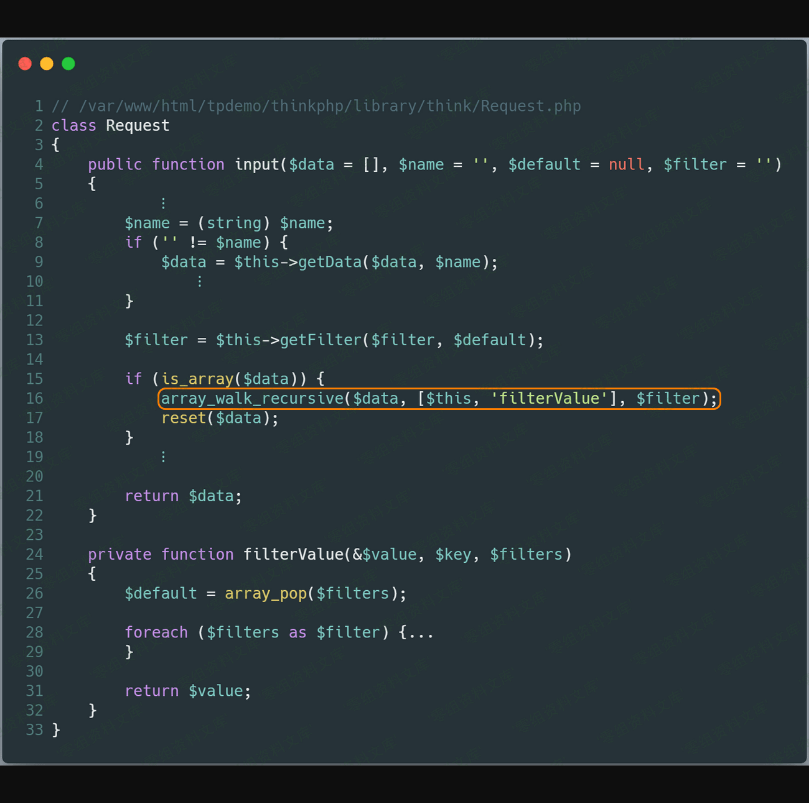 1 // /var/www/html/tpdemo/thinkphp/library/think/Request.php
2 class Request
3 {
4     public function input($data = [], $name = '', $default = null, $filter = '')
5     {
6             ⋮
7         $name = (string) $name;
8         if ('' != $name) {
9             $data = $this->getData($data, $name);
10                 ⋮
11         }
12
13         $filter = $this->getFilter($filter, $default);
14
15         if (is_array($data)) {
16             array_walk_recursive($data, [$this, 'filterValue'], $filter);
17             reset($data);
18         }
19             ⋮
20
21         return $data;
22     }
23
24     private function filterValue(&$value, $key, $filters)
25     {
26         $default = array_pop($filters);
27
28         foreach ($filters as $filter) {...
29         }
30
31         return $value;
32     }
33 }